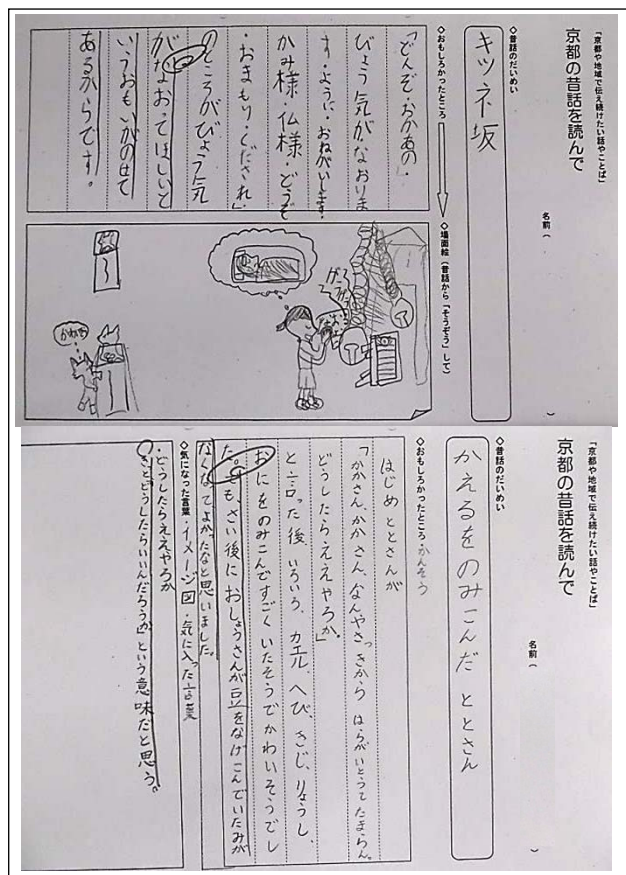 「京都や地域で伝え続けたい話やことば」
京都の昔話を読んで
名前(
)
◇昔話のだいめい
キツネ坂
◇おもしろかったところ
「どんぞ・おかあの・
びょう気がなおりま
す・ように・おねがいします。
かみ様・仏様・どうぞ
・おまもり・くだされ」
のところがびょう気
がなおってほしいと
いうおもいがのせて
あるからです。
◇場面絵(昔話から「そうぞう」して)
かねだ
「京都や地域で伝え続けたい話やことば」
京都の昔話を読んで
名前(
)
◇昔話のだいめい
かえるをのみこんだ ととさん
◇おもしろかったところ・かんそう
はじめととさんが
「かかさん、かかさん、なんやさっきから はらがいとうてたまらん。
どうしたらええやろか。」
と言った後、いろいろ、カエル、へび、きじ、りょうし、
おにをのみこんですごくいたそうでかわいそうでし
た。でも、さい後におしょうさんが豆をなげこんでいたみが
なくなってよかったなと思いました。
◇気になった言葉・イメージ図・気に入った言葉
・どうしたらええやろか
「どうしたらいいんだろうか」という意味だと思う。